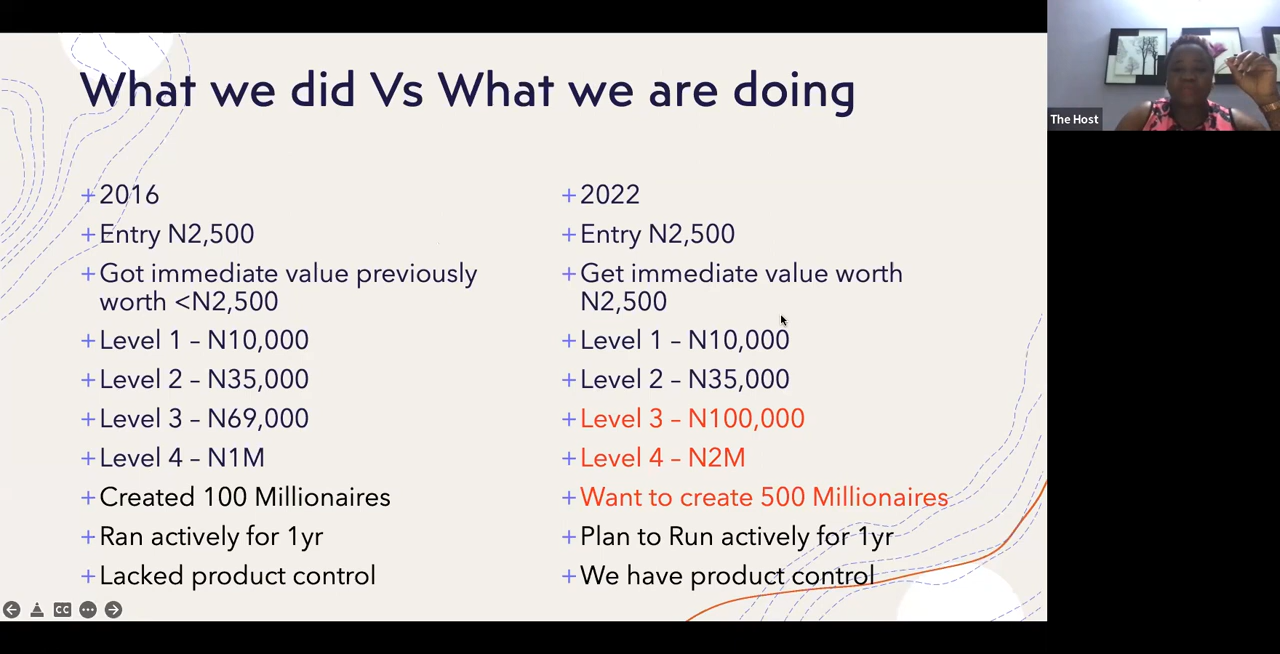 What we did Vs What we are doing
+2016
+Entry N2,500
+Got immediate value previously
worth <N2,500
+Level 1 – N10,000
+Level 2 – N35,000
+Level 3 – N69,000
+Level 4 – N1M
+Created 100 Millionaires
+Ran actively for 1yr
+Lacked product control
+2022
+Entry N2,500
+Get immediate value worth
N2,500
+Level 1 – N10,000
+Level 2 – N35,000
+Level 3 – N100,000
+Level 4 – N2M
+Want to create 500 Millionaires
+Plan to Run actively for 1yr
+We have product control
CC
The Host